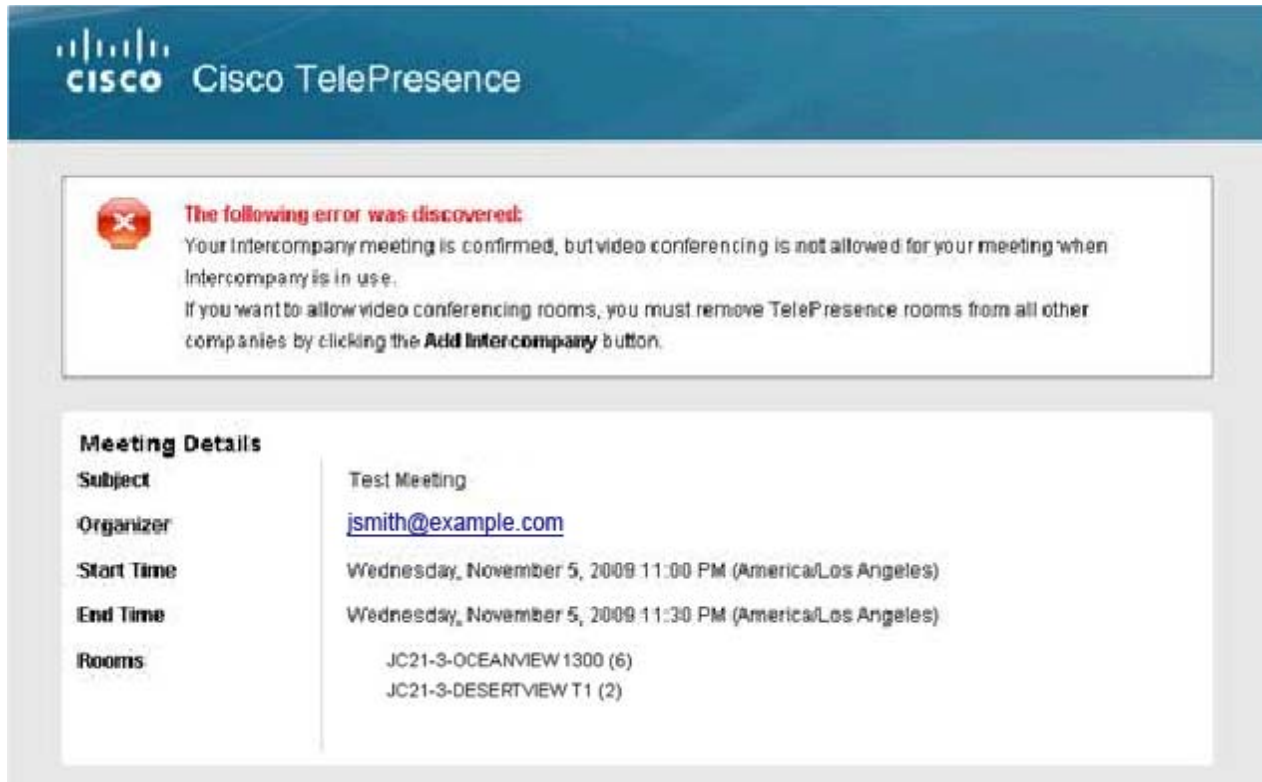 CISCO Cisco TelePresence
The following error was discovered:
Your Intercompany meeting is confirmed, but video conferencing is not allowed for your meeting when
Intercompany is in use.
If you want to allow video conferencing rooms, you must remove TelePresence rooms from all other
companies by clicking the Add Intercompany button.
Meeting Details
Subject Test Meeting
Organizer jsmith@example.com
Start Time Wednesday, November 5, 2009 11:00 PM (America/Los Angeles)
End Time Wednesday, November 5, 2009 11:30 PM (America/Los Angeles)
Rooms JC21-3-OCEANVIEW 1300 (6)
JC21-3-DESERTVIEW T1 (2)